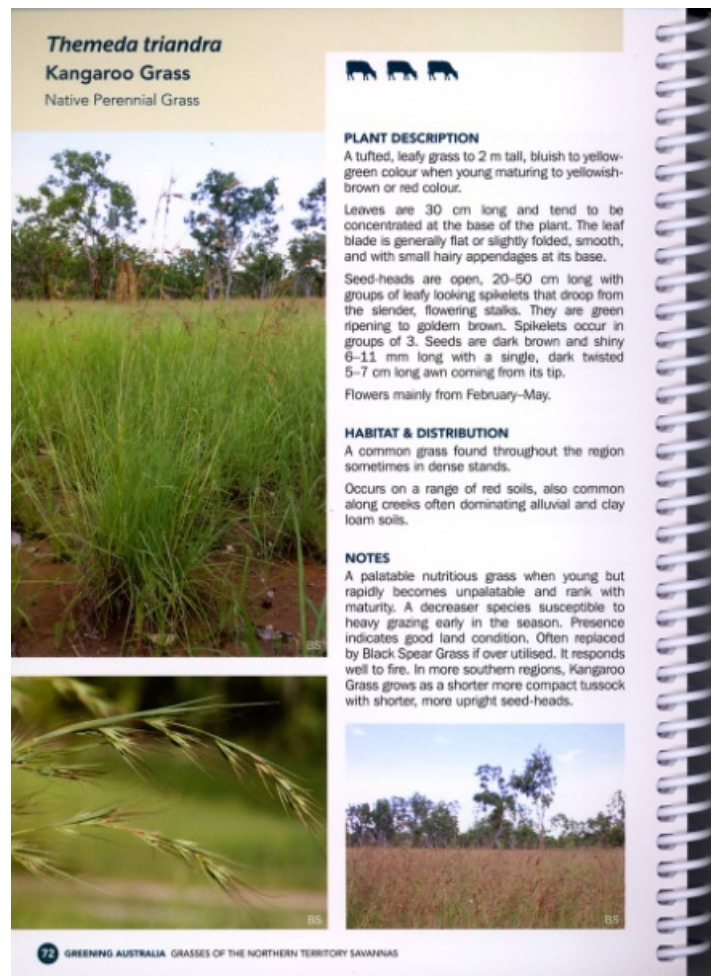 Themeda triandra
Kangaroo Grass
Native Perennial Grass
PLANT DESCRIPTION
A tufted, leafy grass to 2 m tall, bluish to yellow-
green colour when young maturing to yellowish-
brown or red colour.
Leaves are 30 cm long and tend to be
concentrated at the base of the plant. The leaf
blade is generally flat or slightly folded, smooth,
and with small hairy appendages at its base.
Seed-heads are open, 20–50 cm long with
groups of leafy looking spikelets that droop from
the slender, flowering stalks. They are green
ripening to goldern brown. Spikelets occur in
groups of 3. Seeds are dark brown and shiny
6–11 mm long with a single, dark twisted
5–7 cm long awn coming from its tip.
Flowers mainly from February–May.
HABITAT & DISTRIBUTION
A common grass found throughout the region
sometimes in dense stands.
Occurs on a range of red soils, also common
along creeks often dominating alluvial and clay
loam soils.
NOTES
A palatable nutritious grass when young but
rapidly becomes unpalatable and rank with
maturity. A decreaser species susceptible to
heavy grazing early in the season. Presence
indicates good land condition. Often replaced
by Black Spear Grass if over utilised. It responds
well to fire. In more southern regions, Kangaroo
Grass grows as a shorter more compact tussock
with shorter, more upright seed-heads.
BS
BS
BS
72 GREENING AUSTRALIA GRASSES OF THE NORTHERN TERRITORY SAVANNAS